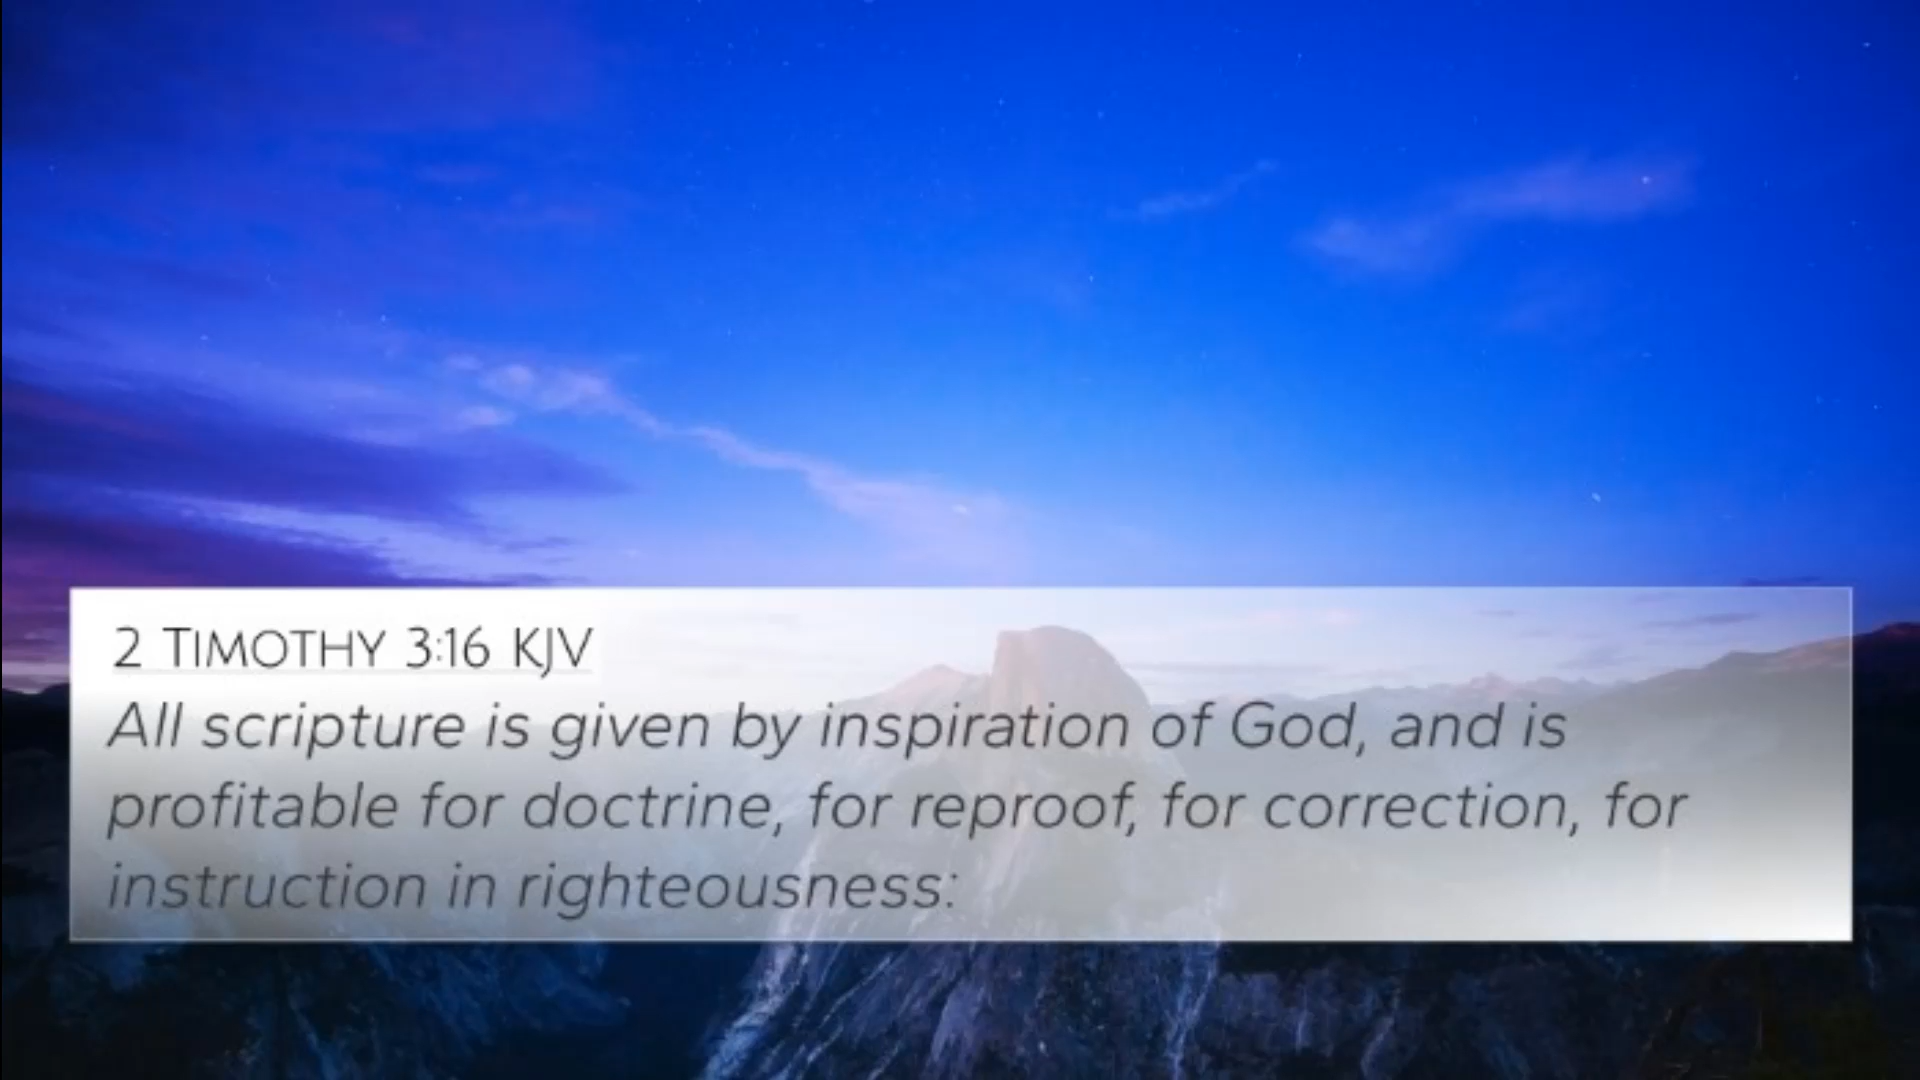 2 TIMOTHY 3:16 KJV
All scripture is given by inspiration of God, and is
profitable for doctrine, for reproof, for correction, for
instruction in righteousness: